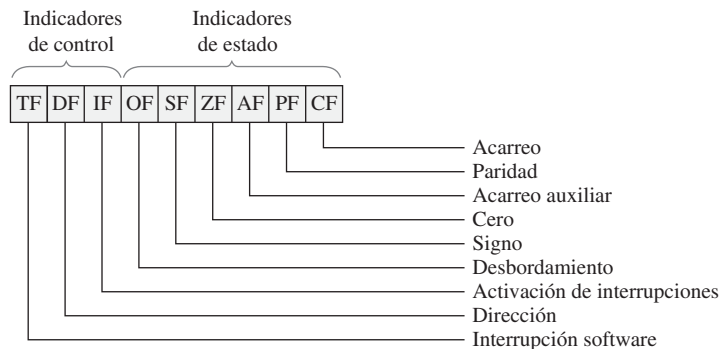 Indicadores
de control
Indicadores
de estado
TF DF IF OF SF ZF AF PF CF
Acarreo
Paridad
Acarreo auxiliar
Cero
Signo
Desbordamiento
Activación de interrupciones
Dirección
Interrupción software